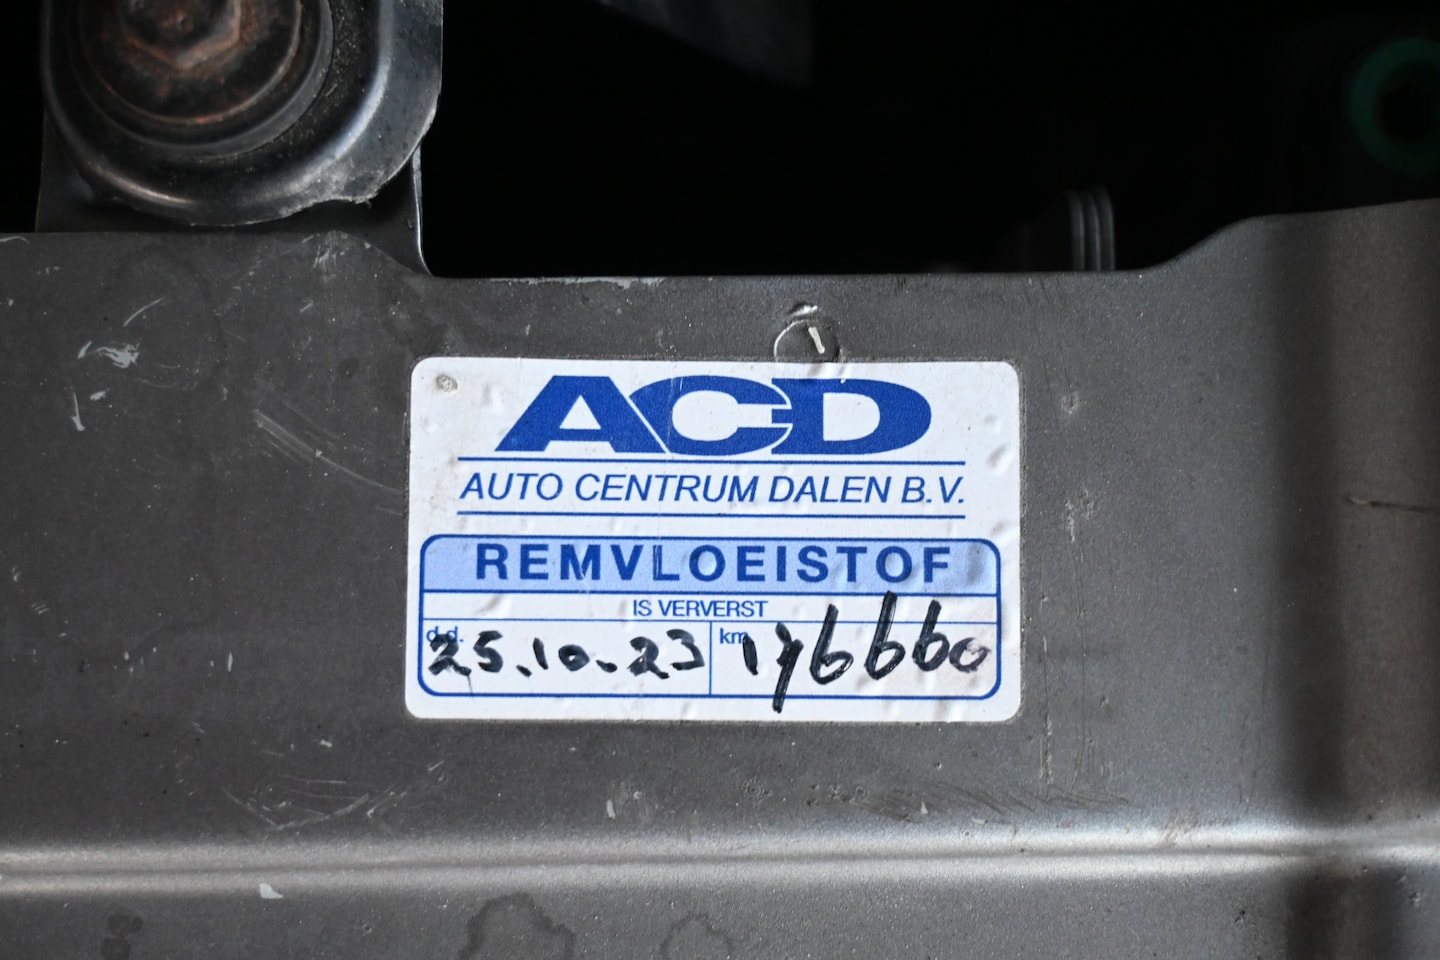 ACD
AUTO CENTRUM DALEN B.V.
REMVLOEISTOF
IS VERVERST
d.d. 25.10.23 km 176660